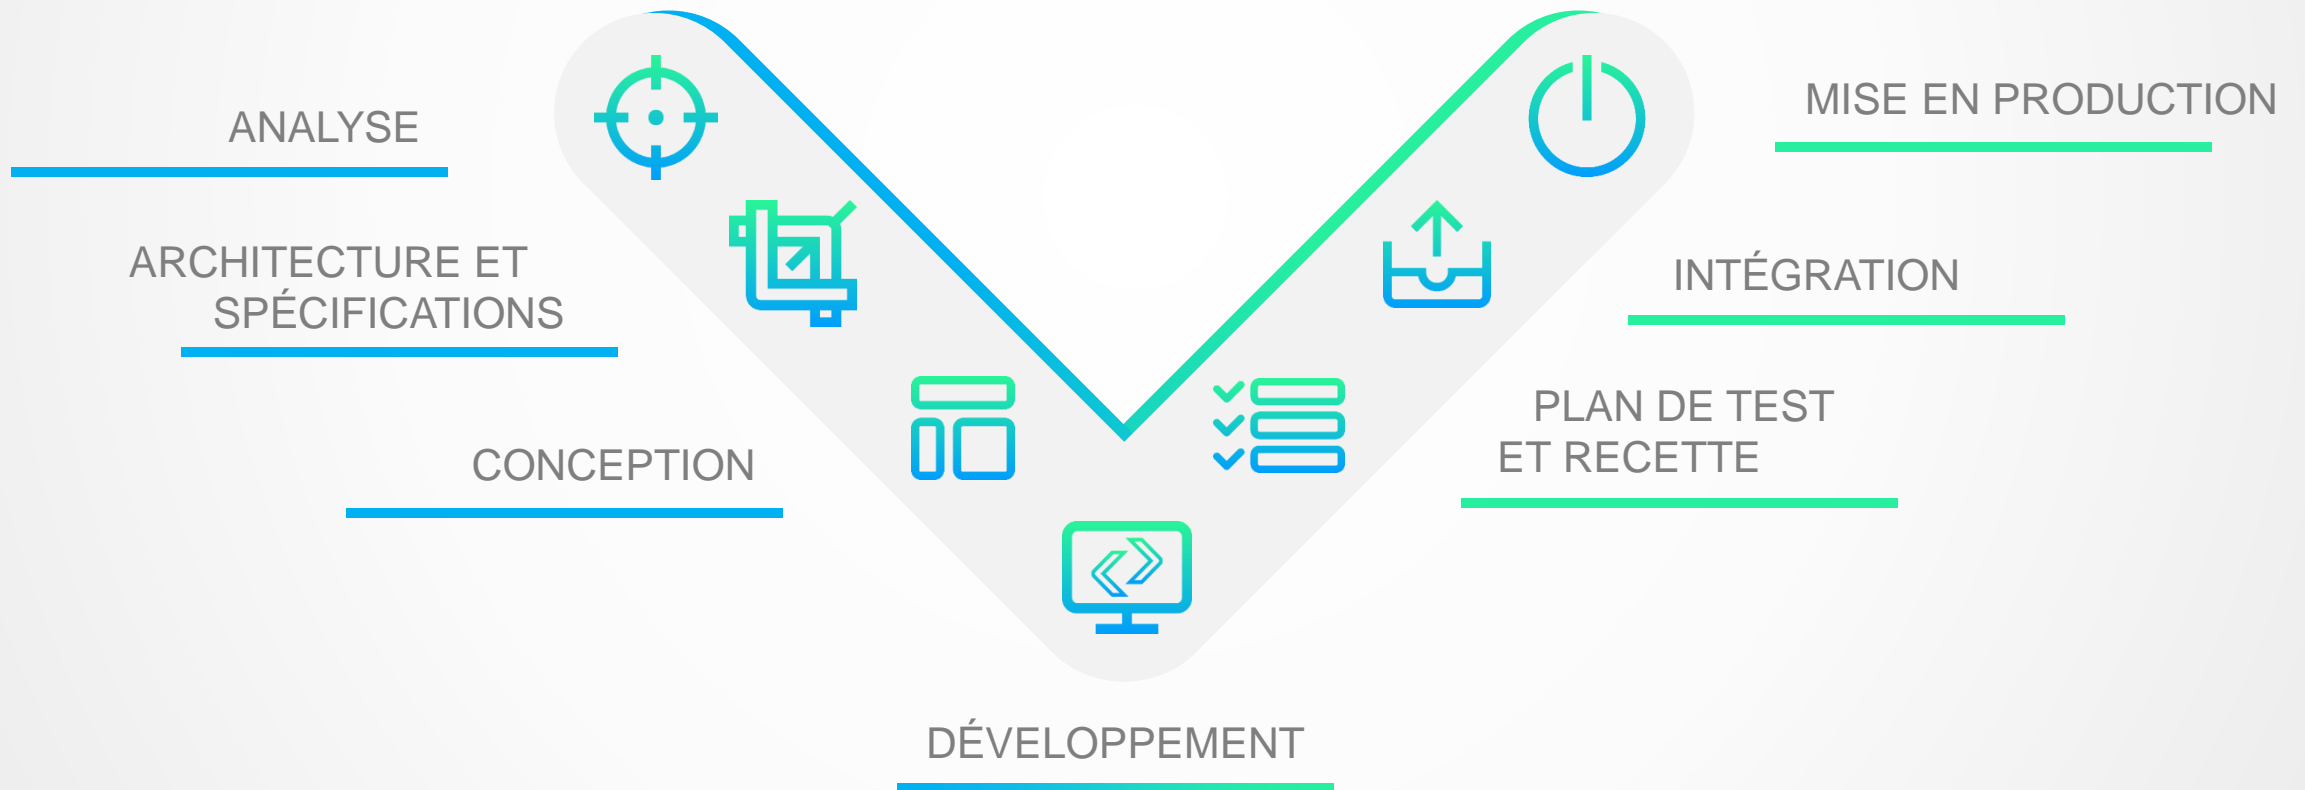 ANALYSE
ARCHITECTURE ET
SPÉCIFICATIONS
CONCEPTION
DÉVELOPPEMENT
PLAN DE TEST
ET RECETTE
INTÉGRATION
MISE EN PRODUCTION